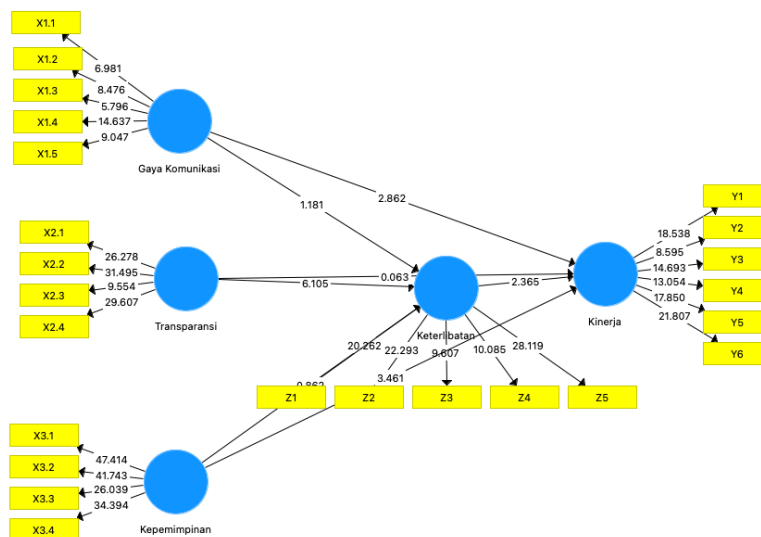 X1.1
X1.2
X1.3
X1.4
X1.5
6.981
8.476
5.796
14.637
9.047
Gaya Komunikasi
2.862
1.181
X2.1
X2.2
X2.3
X2.4
26.278
31.495
9.554
29.607
Transparansi
6.105
0.063
2.365
Keterlibatan
Kinerja
18.538
8.595
14.693
13.054
17.850
21.807
Y1
Y2
Y3
Y4
Y5
Y6
20.262
22.293
9.607
10.085
28.119
0.862
3.461
Z1
Z2
Z3
Z4
Z5
X3.1
X3.2
X3.3
X3.4
47.414
41.743
26.039
34.394
Kepemimpinan